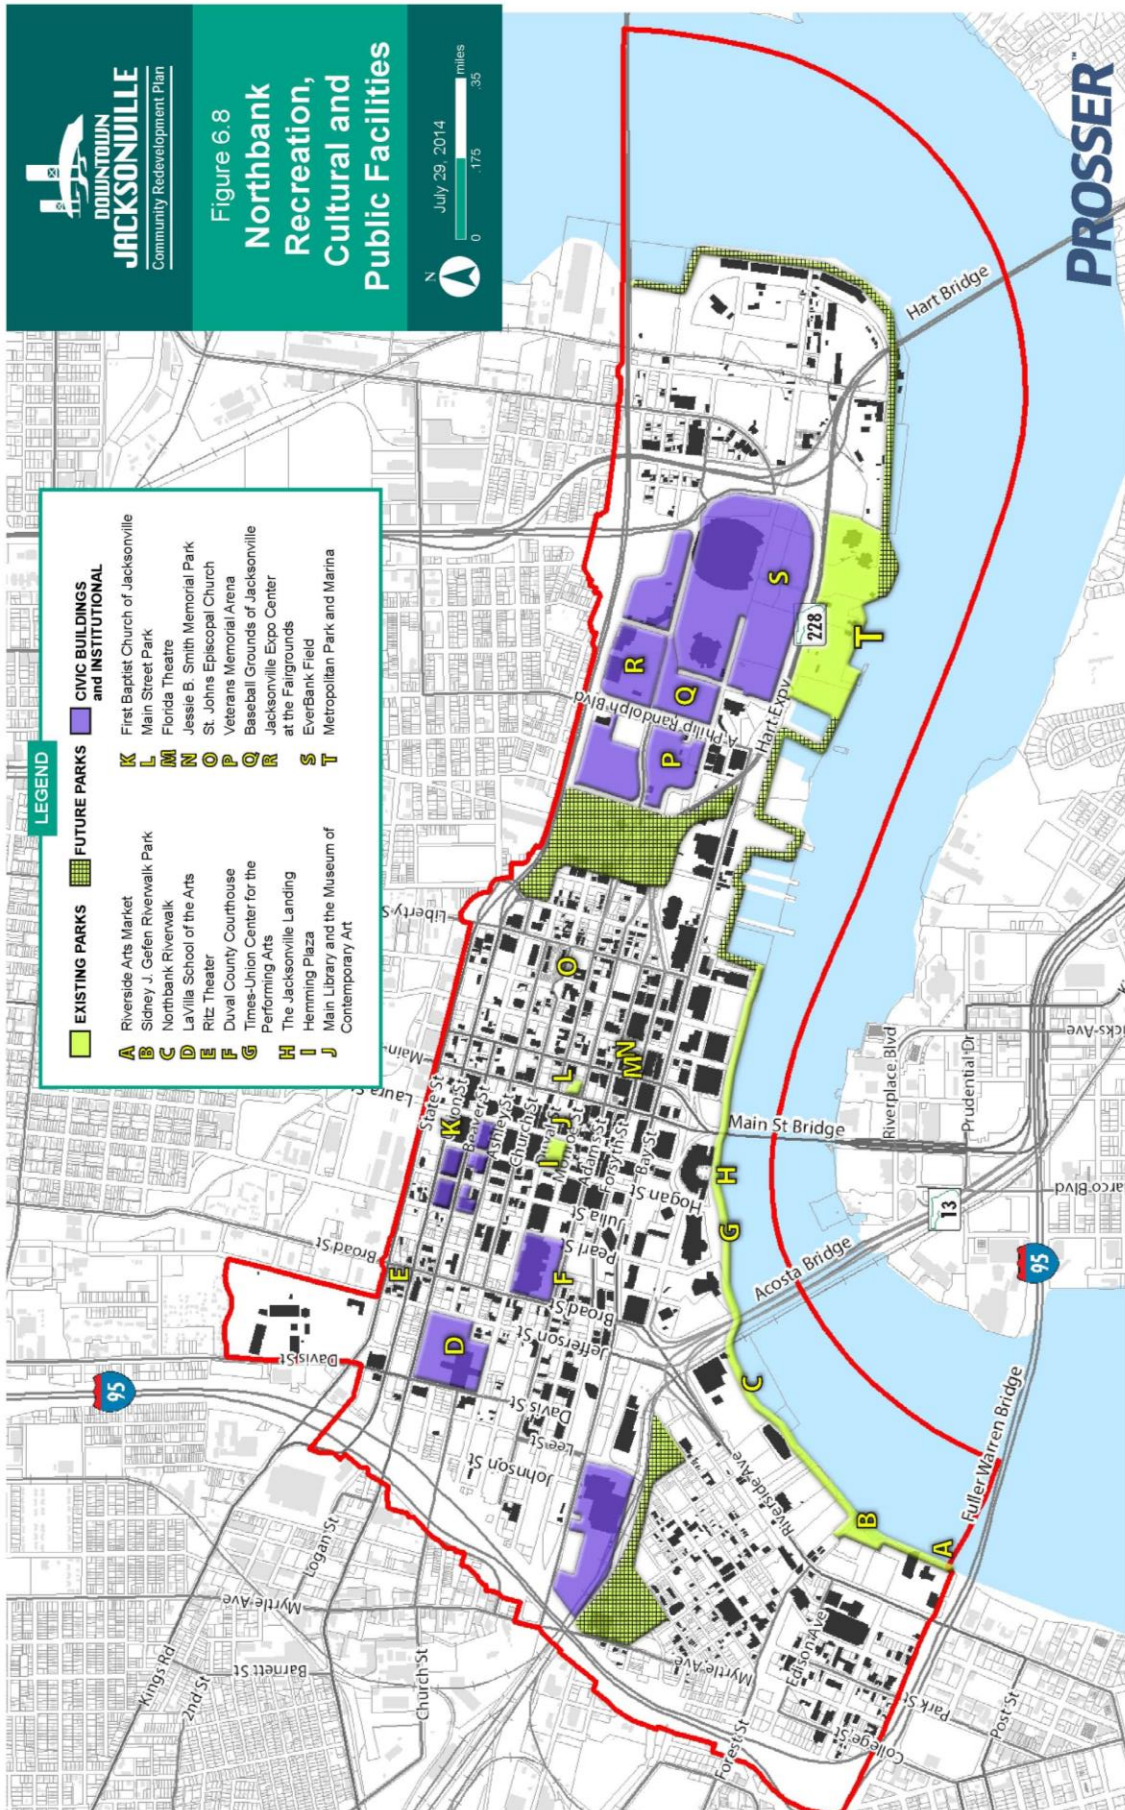 DOWNTOWN
JACKSONVILLE
Community Redevelopment Plan
Figure 6.8
Northbank
Recreation,
Cultural and
Public Facilities
N
July 29, 2014
0 .175 .35 miles
LEGEND
EXISTING PARKS
FUTURE PARKS
CIVIC BUILDINGS
and INSTITUTIONAL
A Riverside Arts Market
B Sidney J. Gefen Riverwalk Park
C Northbank Riverwalk
D LaVilla School of the Arts
E Ritz Theater
F Duval County Courthouse
G Times-Union Center for the
Performing Arts
H The Jacksonville Landing
I Hemming Plaza
J Main Library and the Museum of
Contemporary Art
K First Baptist Church of Jacksonville
L Main Street Park
M Florida Theatre
N Jessie B. Smith Memorial Park
O St. Johns Episcopal Church
P Veterans Memorial Arena
Q Baseball Grounds of Jacksonville
R Jacksonville Expo Center
at the Fairgrounds
S EverBank Field
T Metropolitan Park and Marina
95
Kings Rd
2nd St
Barnett St
Logan St
Myrtle Ave
Church St
Davis St
Broad St
State St
Laura St
Main
Liberty S
K
E
D
Beaver St
Ashley St
Church St
I
J
L
O
F
Adams St
Forsyth St
Bay St
M
N
Julia St
Hogan St
Pearl St
Broad St
Jefferson St
Davis St
Lee St
Johnson St
R
Q
P
S
A Philip Randolph Blvd
Hart Expy
228
T
Hart Bridge
Myrtle Ave
Forest St
Edison Ave
Riverside Ave
College St
Park St
Post St
A
B
C
G
H
Fuller Warren Bridge
Acosta Bridge
Main St Bridge
Riverplace Blvd
Prudential Dr
13
95
arco Blvd
icks Ave
PROSSER™